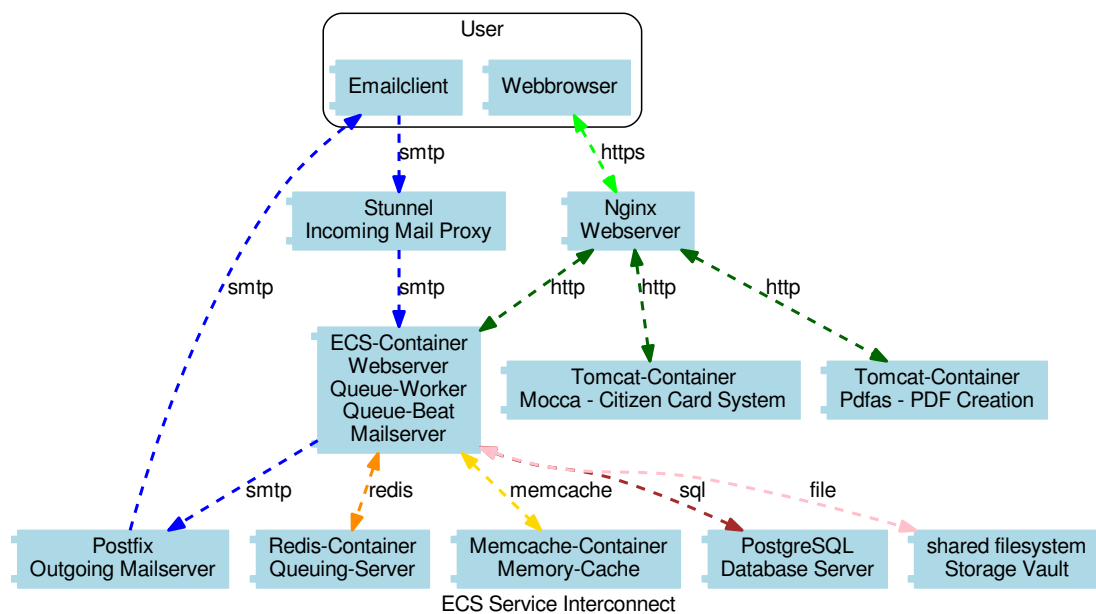 User
Emailclient
Webbrowser
smtp
https
Stunnel
Incoming Mail Proxy
Nginx
Webserver
smtp
smtp
http
http
http
ECS-Container
Webserver
Queue-Worker
Queue-Beat
Mailserver
Tomcat-Container
Mocca - Citizen Card System
Tomcat-Container
Pdfas - PDF Creation
smtp
redis
memcache
sql
file
Postfix
Outgoing Mailserver
Redis-Container
Queuing-Server
Memcache-Container
Memory-Cache
PostgreSQL
Database Server
shared filesystem
Storage Vault
ECS Service Interconnect